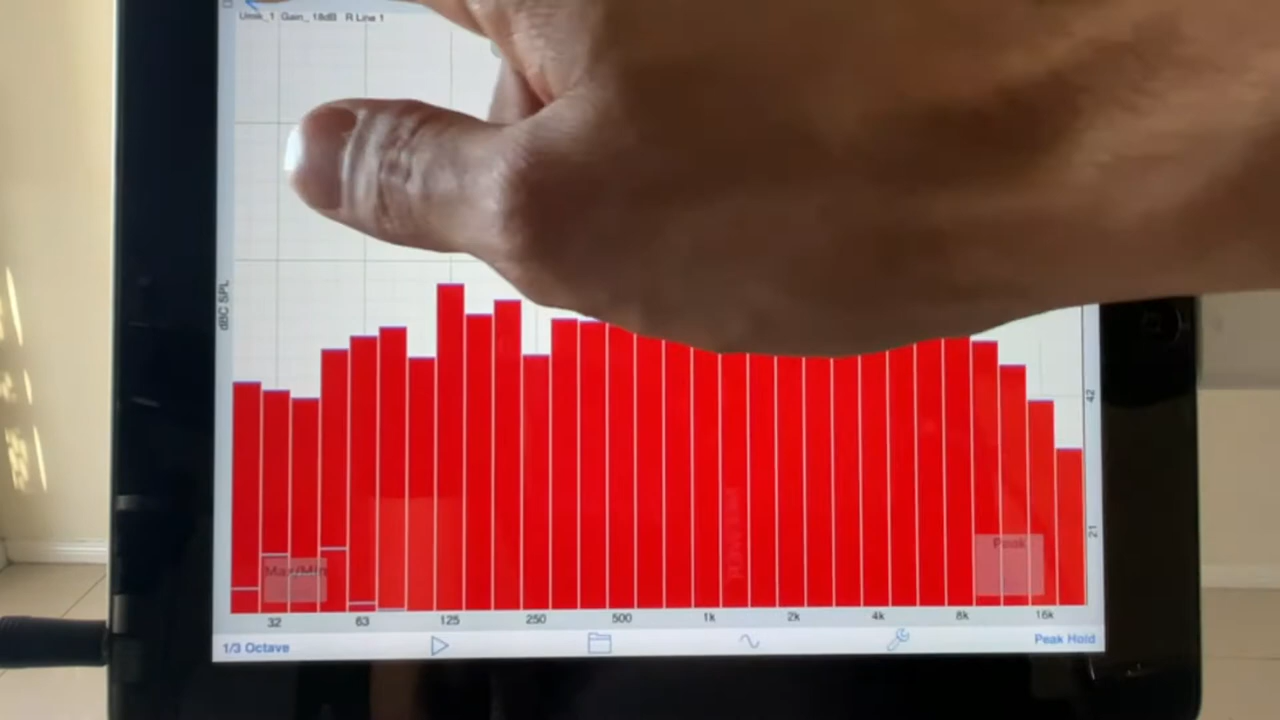 Umik_1 Gain_ 18dB R Line 1
dBC SPL
42
21
Max/Min
Peak
32 63 125 250 500 1k 2k 4k 8k 16k
1/3 Octave
Peak Hold